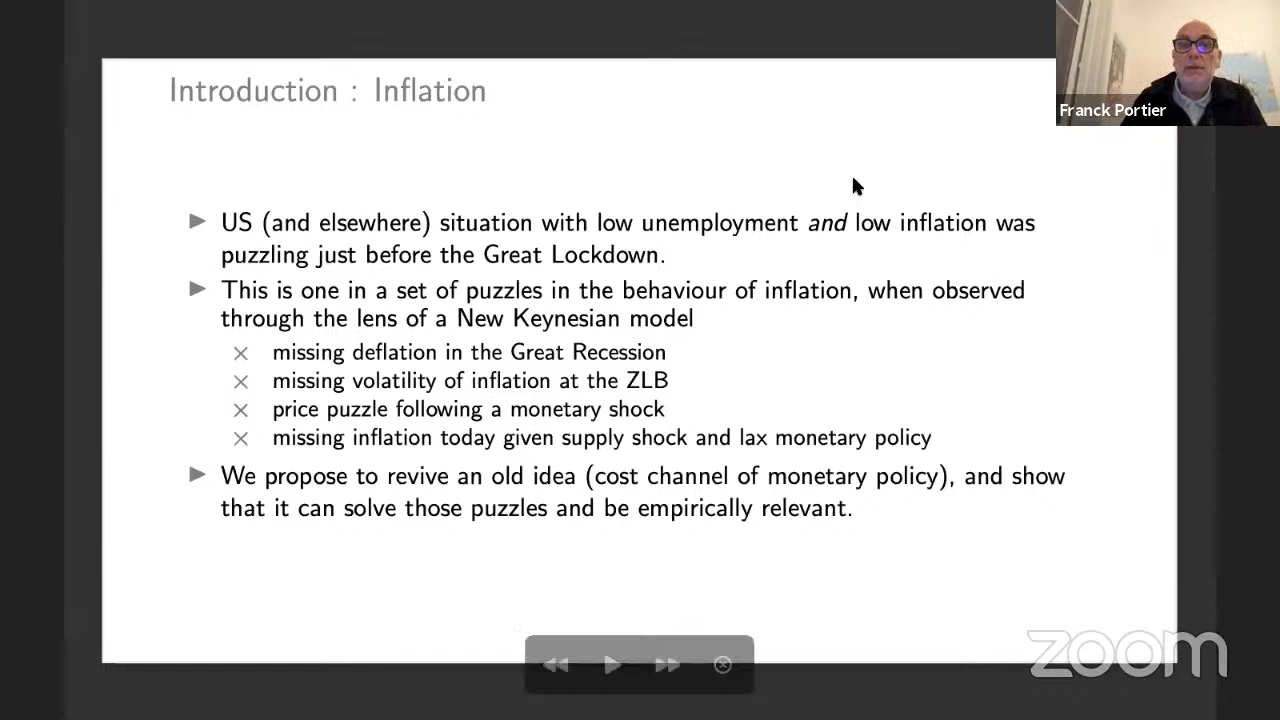 Introduction : Inflation
Franck Portier
US (and elsewhere) situation with low unemployment and low inflation was
puzzling just before the Great Lockdown.
This is one in a set of puzzles in the behaviour of inflation, when observed
through the lens of a New Keynesian model
missing deflation in the Great Recession
missing volatility of inflation at the ZLB
price puzzle following a monetary shock
missing inflation today given supply shock and lax monetary policy
We propose to revive an old idea (cost channel of monetary policy), and show
that it can solve those puzzles and be empirically relevant.
zoom